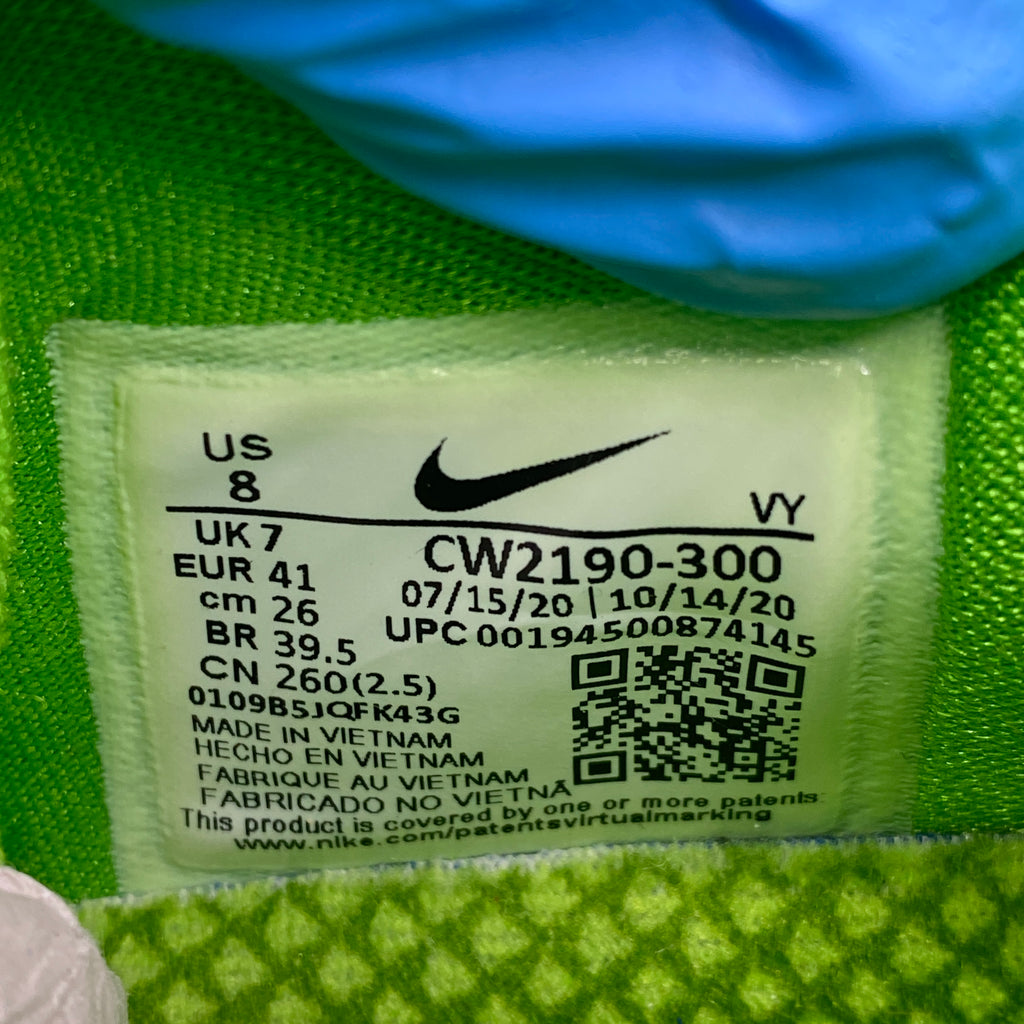 US
8
VY
UK 7
CW2190-300
EUR 41
07/15/20 | 10/14/20
cm 26
UPC 00194500874145
BR 39.5
CN 260(2.5)
0109B5JQFK43G
MADE IN VIETNAM
HECHO EN VIETNAM
FABRIQUE AU VIETNAM
FABRICADO NO VIETNÃ
This product is covered by one or more patents:
www.nike.com/patentsvirtualmarking